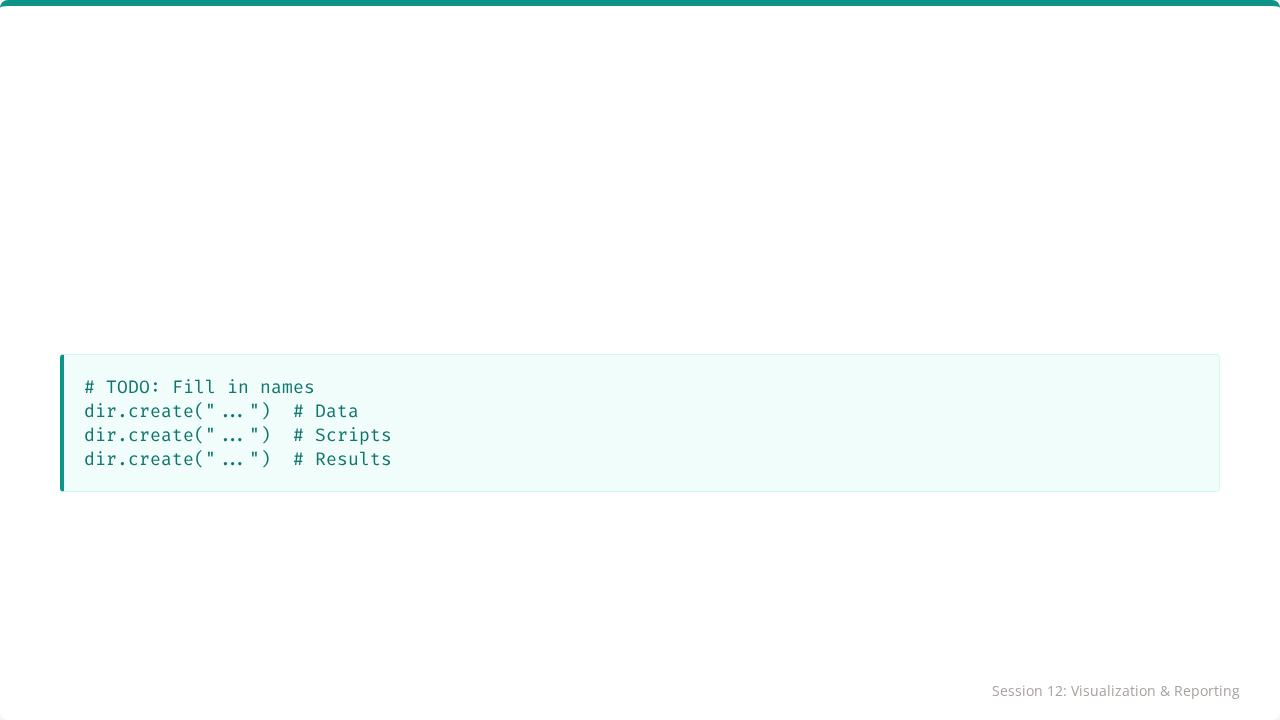 # TODO: Fill in names
dir.create("...")  # Data
dir.create("...")  # Scripts
dir.create("...")  # Results
Session 12: Visualization & Reporting